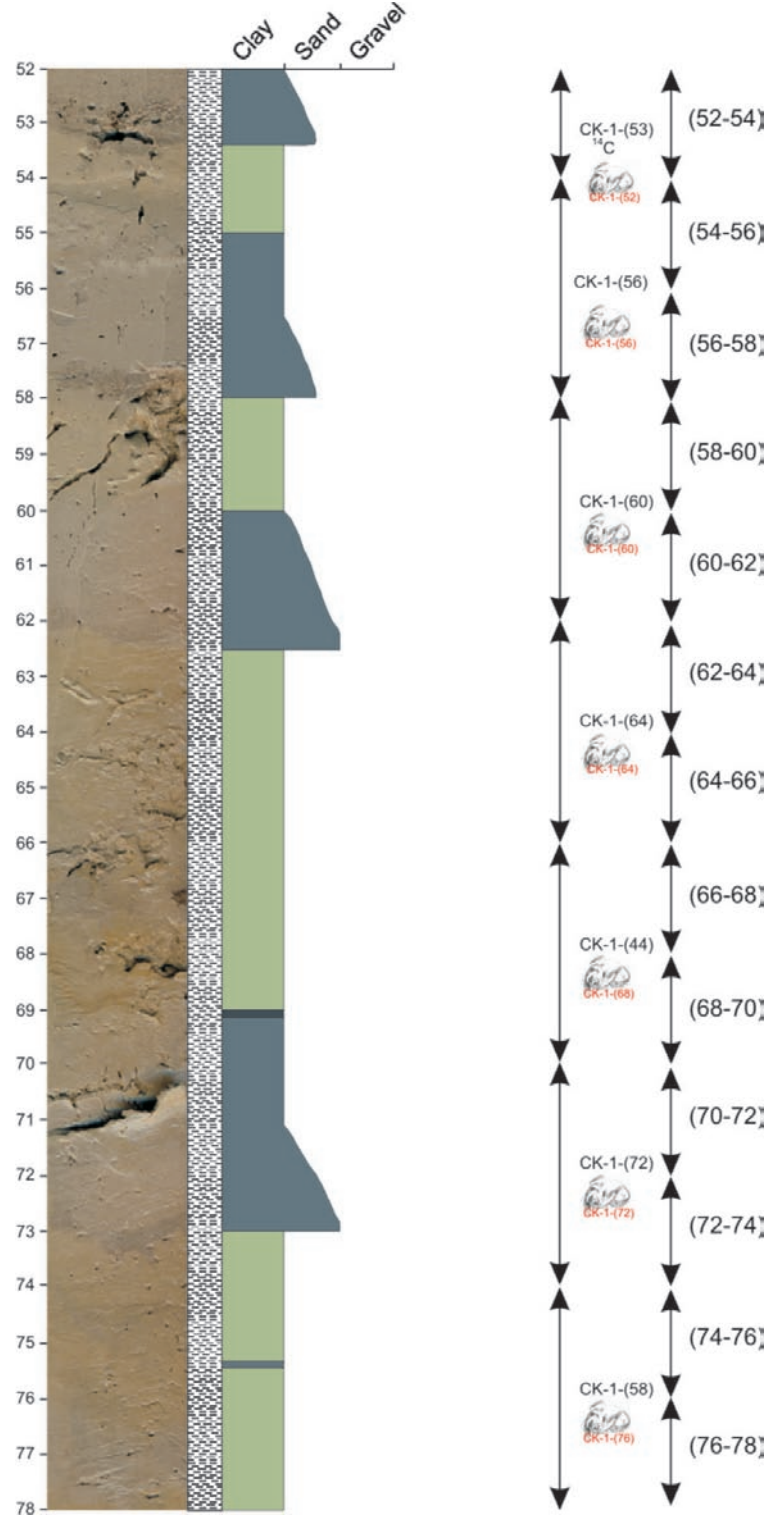 Clay
Sand
Gravel
52
53
54
55
56
57
58
59
60
61
62
63
64
65
66
67
68
69
70
71
72
73
74
75
76
77
78
CK-1-(53)
14C
CK-1-(52)
CK-1-(56)
CK-1-(56)
CK-1-(60)
CK-1-(60)
CK-1-(64)
CK-1-(64)
CK-1-(44)
CK-1-(68)
CK-1-(72)
CK-1-(72)
CK-1-(58)
CK-1-(76)
(52-54)
(54-56)
(56-58)
(58-60)
(60-62)
(62-64)
(64-66)
(66-68)
(68-70)
(70-72)
(72-74)
(74-76)
(76-78)